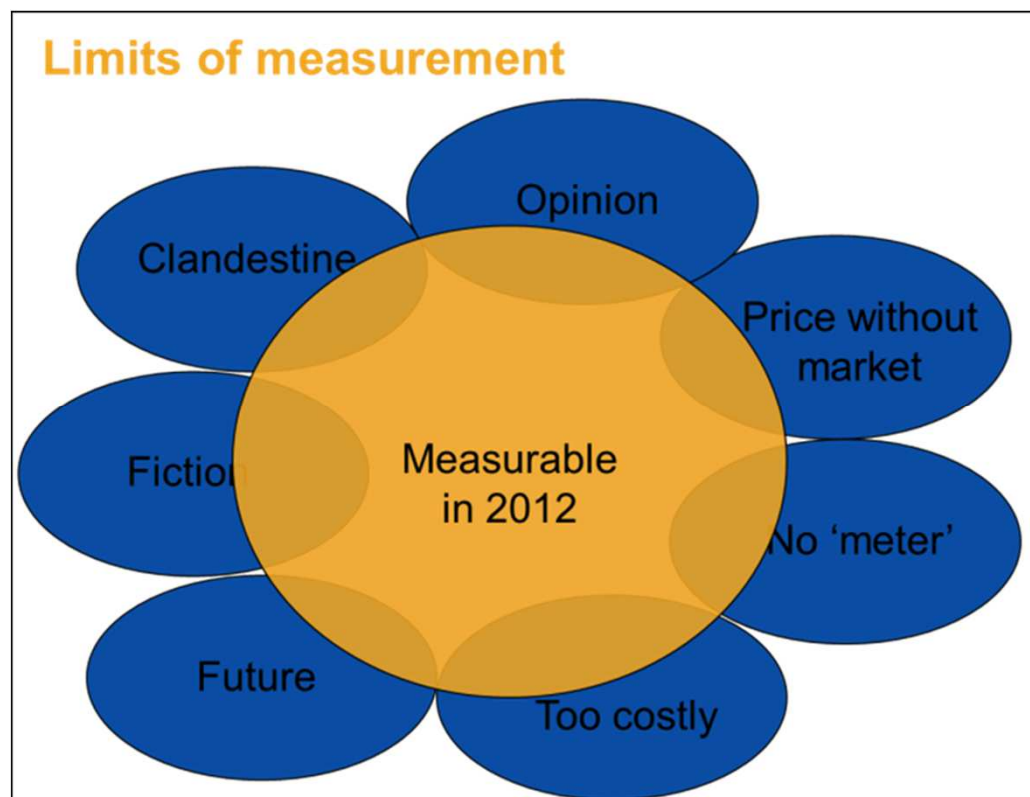 Limits of measurement
Opinion
Clandestine
Price without
market
Fiction
Measurable
in 2012
No ‘meter’
Future
Too costly